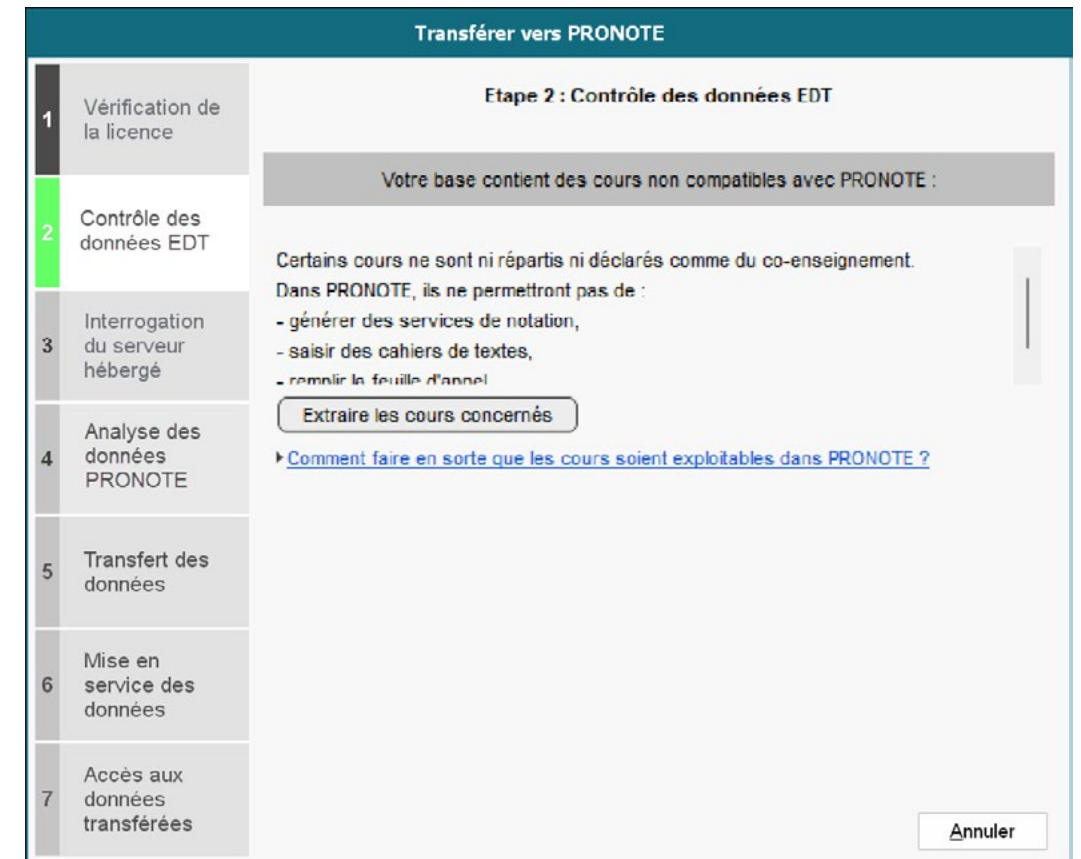 Transférer vers PRONOTE
1
Vérification de
la licence
2
Contrôle des
données EDT
3
Interrogation
du serveur
hébergé
4
Analyse des
données
PRONOTE
5
Transfert des
données
6
Mise en
service des
données
7
Accès aux
données
transférées
Etape 2 : Contrôle des données EDT
Votre base contient des cours non compatibles avec PRONOTE :
Certains cours ne sont ni répartis ni déclarés comme du co-enseignement.
Dans PRONOTE, ils ne permettront pas de :
- générer des services de notation,
- saisir des cahiers de textes,
- remplir la feuille d'appel
Extraire les cours concernés
Comment faire en sorte que les cours soient exploitables dans PRONOTE ?
Annuler